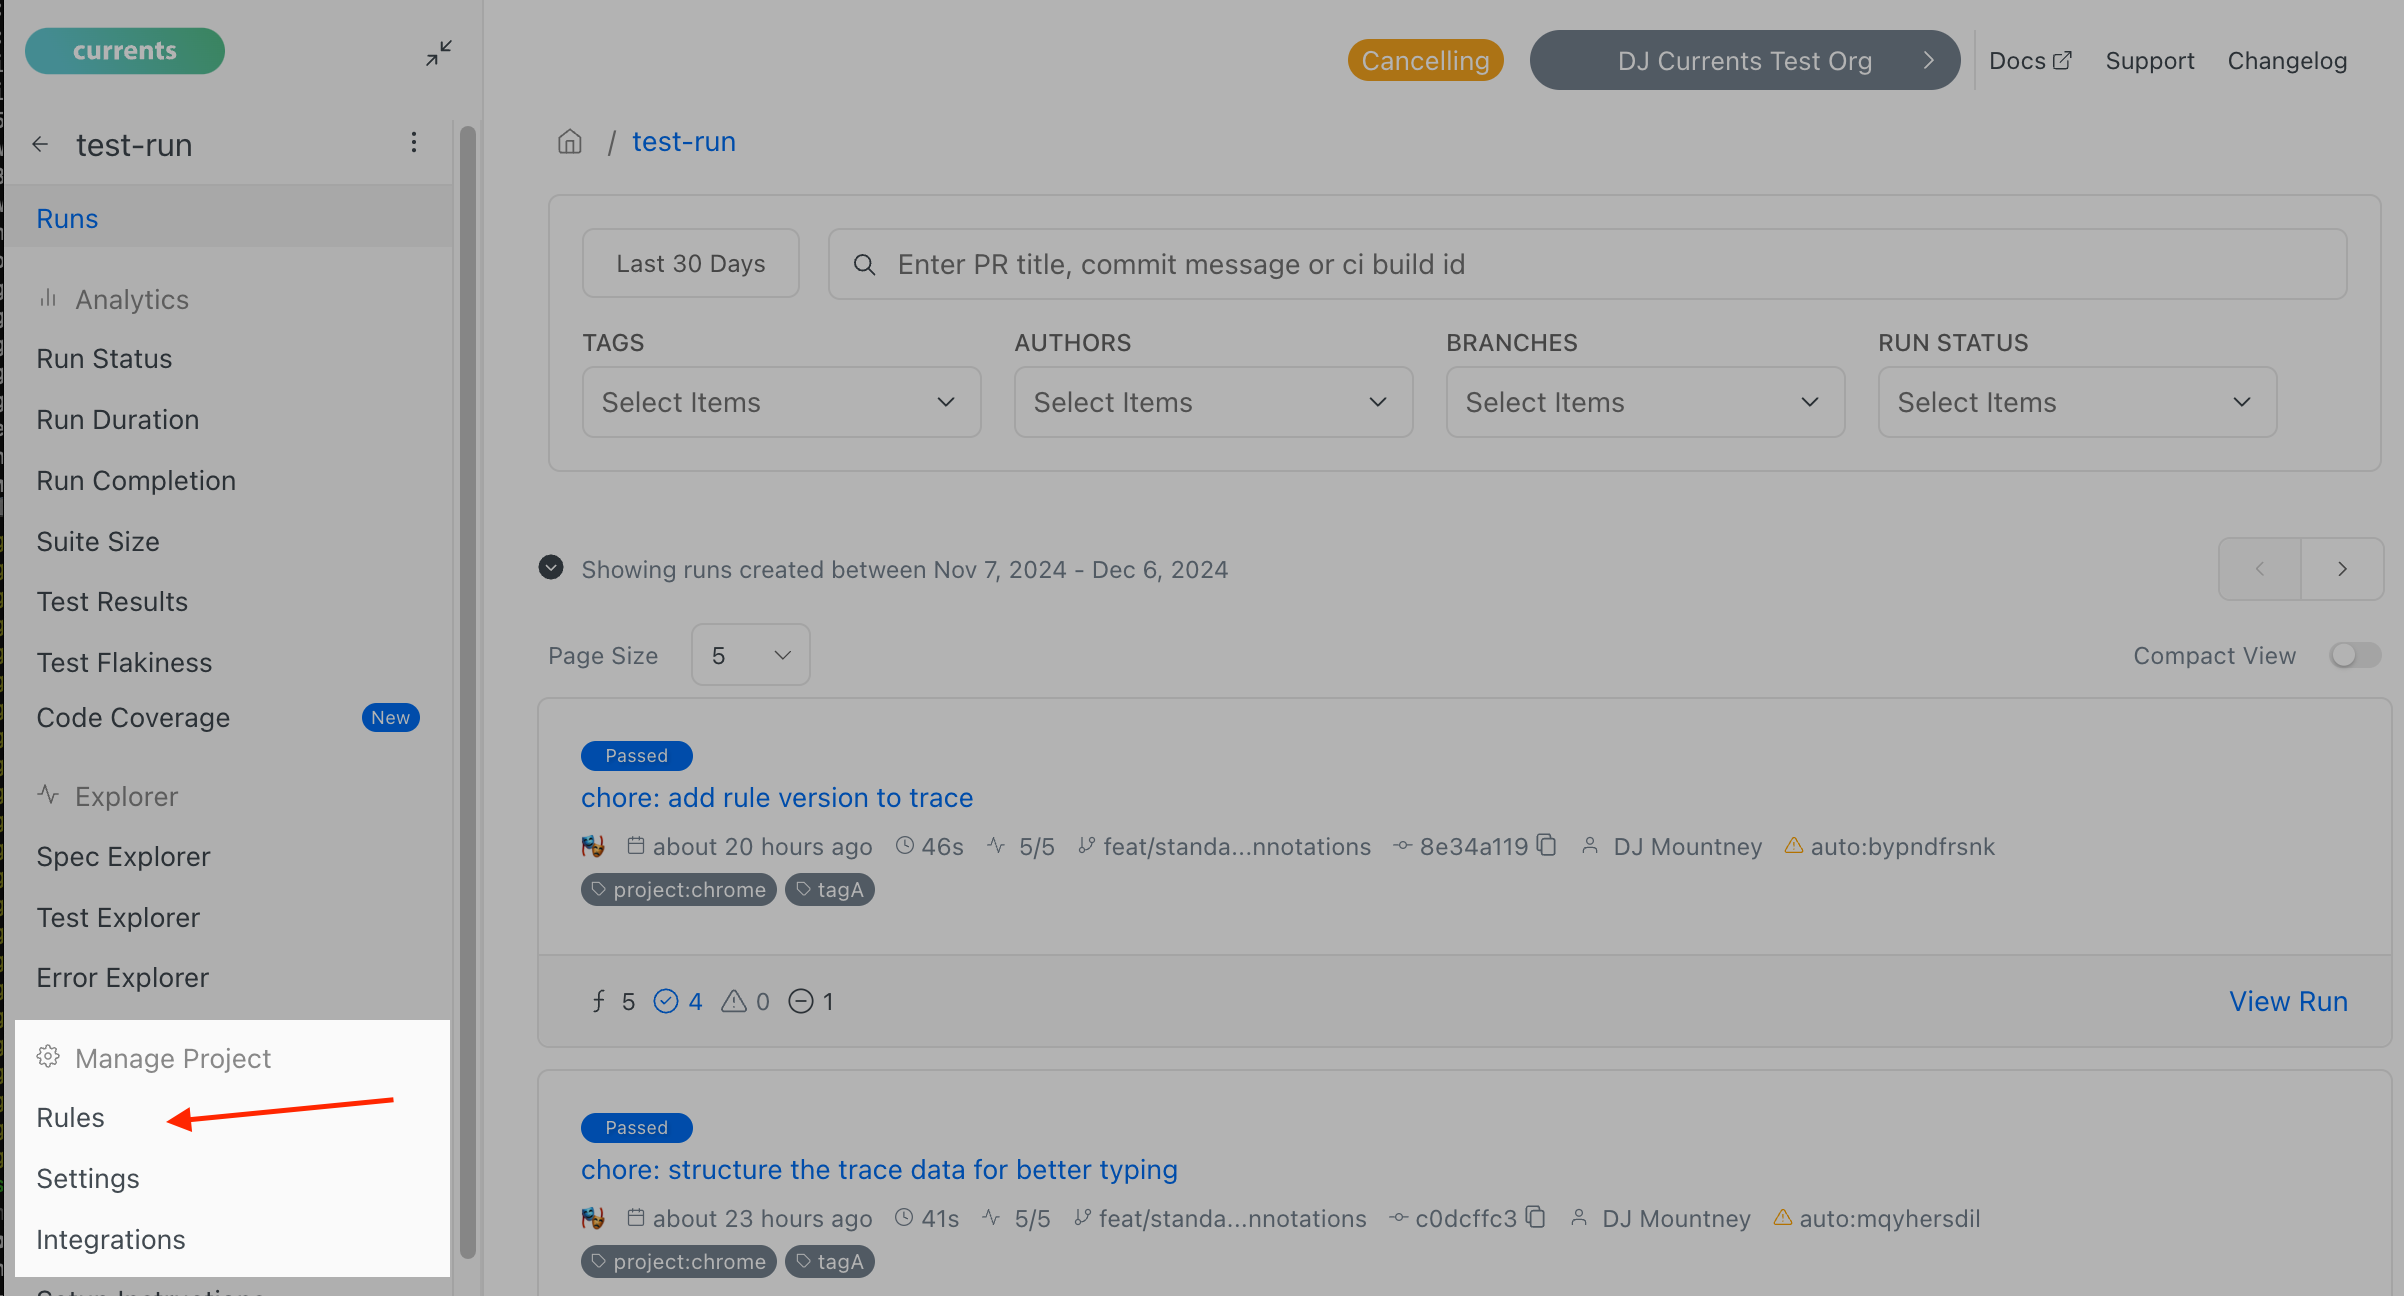 currents
Cancelling
DJ Currents Test Org
Docs
Support
Changelog
test-run
Runs
Analytics
Run Status
Run Duration
Run Completion
Suite Size
Test Results
Test Flakiness
Code Coverage
New
Explorer
Spec Explorer
Test Explorer
Error Explorer
Manage Project
Rules
Settings
Integrations
Setup Instructions
/ test-run
Last 30 Days
Enter PR title, commit message or ci build id
TAGS
AUTHORS
BRANCHES
RUN STATUS
Select Items
Select Items
Select Items
Select Items
Showing runs created between Nov 7, 2024 - Dec 6, 2024
Page Size
5
Compact View
Passed
chore: add rule version to trace
about 20 hours ago 46s 5/5 feat/standa...nnotations 8e34a119 DJ Mountney auto:bypndfrsnk
project:chrome tagA
5 4 0 1
View Run
Passed
chore: structure the trace data for better typing
about 23 hours ago 41s 5/5 feat/standa...nnotations c0dcffc3 DJ Mountney auto:mqyhersdil
project:chrome tagA